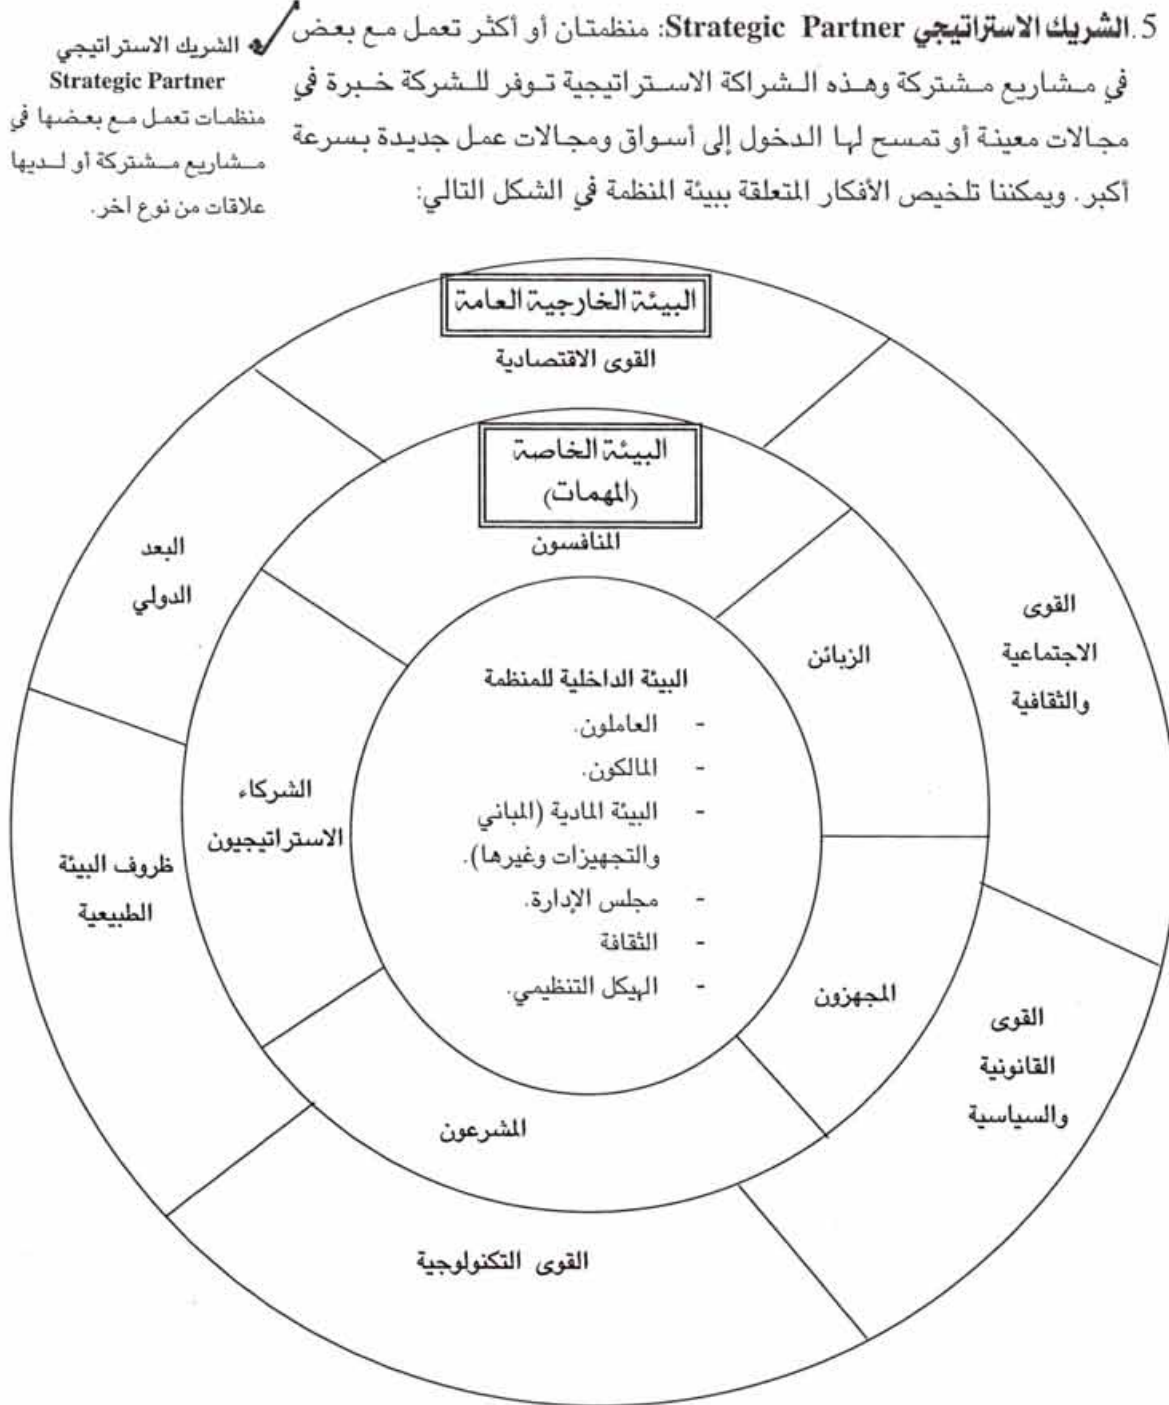 5. الشريك الاستراتيجي Strategic Partner: منظمتان أو أكثر تعمل مع بعض
في مشاريع مشتركة وهذه الشراكة الاستراتيجية توفر للشركة خبرة في
مجالات معينة أو تمسح لها الدخول إلى أسواق ومجالات عمل جديدة بسرعة
أكبر. ويمكننا تلخيص الأفكار المتعلقة ببيئة المنظمة في الشكل التالي:
الشريك الاستراتيجي
Strategic Partner
منظمات تعمل مع بعضها في
مشاريع مشتركة أو لديها
علاقات من نوع اخر.
البيئة الخارجية العامة
القوى الاقتصادية
البيئة الخاصة
(المهمات)
المنافسون
القوى
الاجتماعية
والثقافية
البعد
الدولي
الزبائن
البيئة الداخلية للمنظمة
- العاملون.
- المالكون.
- البيئة المادية (المباني
والتجهيزات وغيرها).
- مجلس الإدارة.
- الثقافة
- الهيكل التنظيمي.
الشركاء
الاستراتيجيون
ظروف البيئة
الطبيعية
المجهزون
القوى
القانونية
والسياسية
المشرعون
القوى التكنولوجية